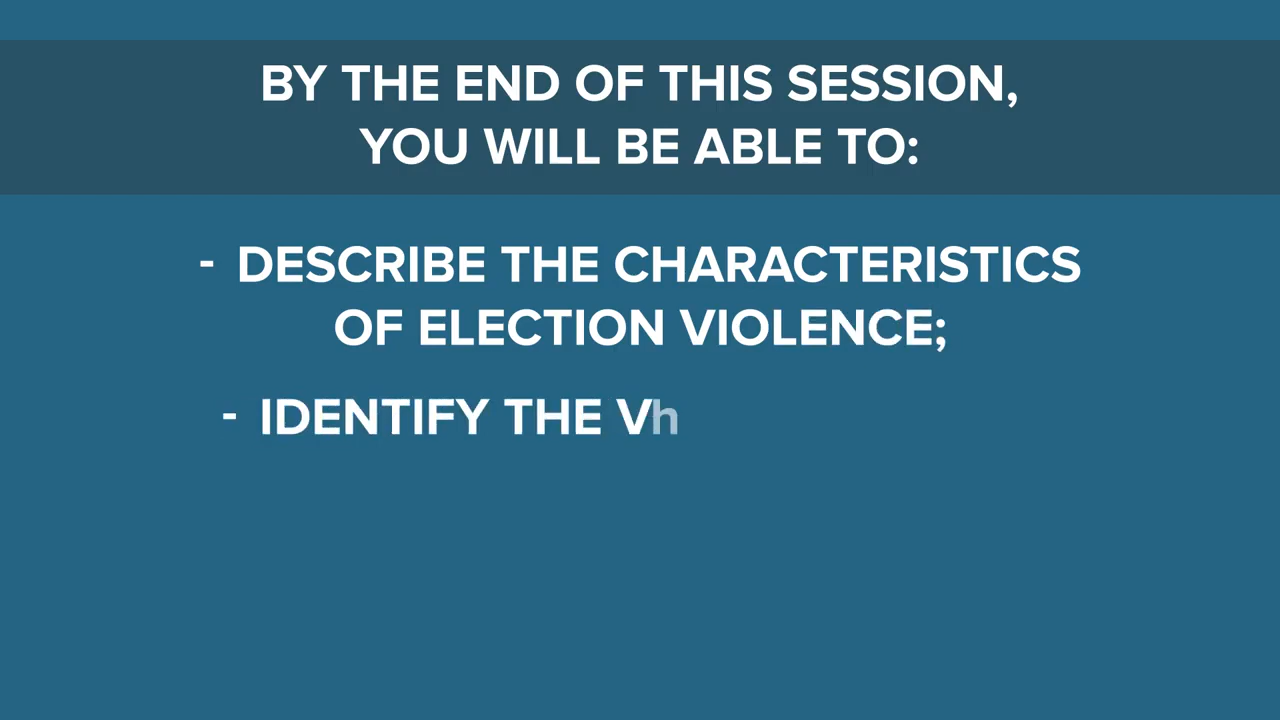 BY THE END OF THIS SESSION,
YOU WILL BE ABLE TO:
- DESCRIBE THE CHARACTERISTICS
OF ELECTION VIOLENCE;
- IDENTIFY THE Vh